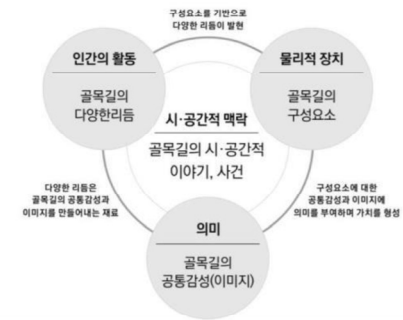 구성요소를 기반으로
다양한 리듬이 발현
인간의 활동
골목길의
다양한리듬
물리적 장치
골목길의
구성요소
시·공간적 맥락
골목길의 시·공간적
이야기, 사건
다양한 리듬은
골목길의 공통감성과
이미지를 만들어내는 재료
구성요소에 대한
공통감성과 이미지에
의미를 부여하며 가치를 형성
의미
골목길의
공통감성(이미지)